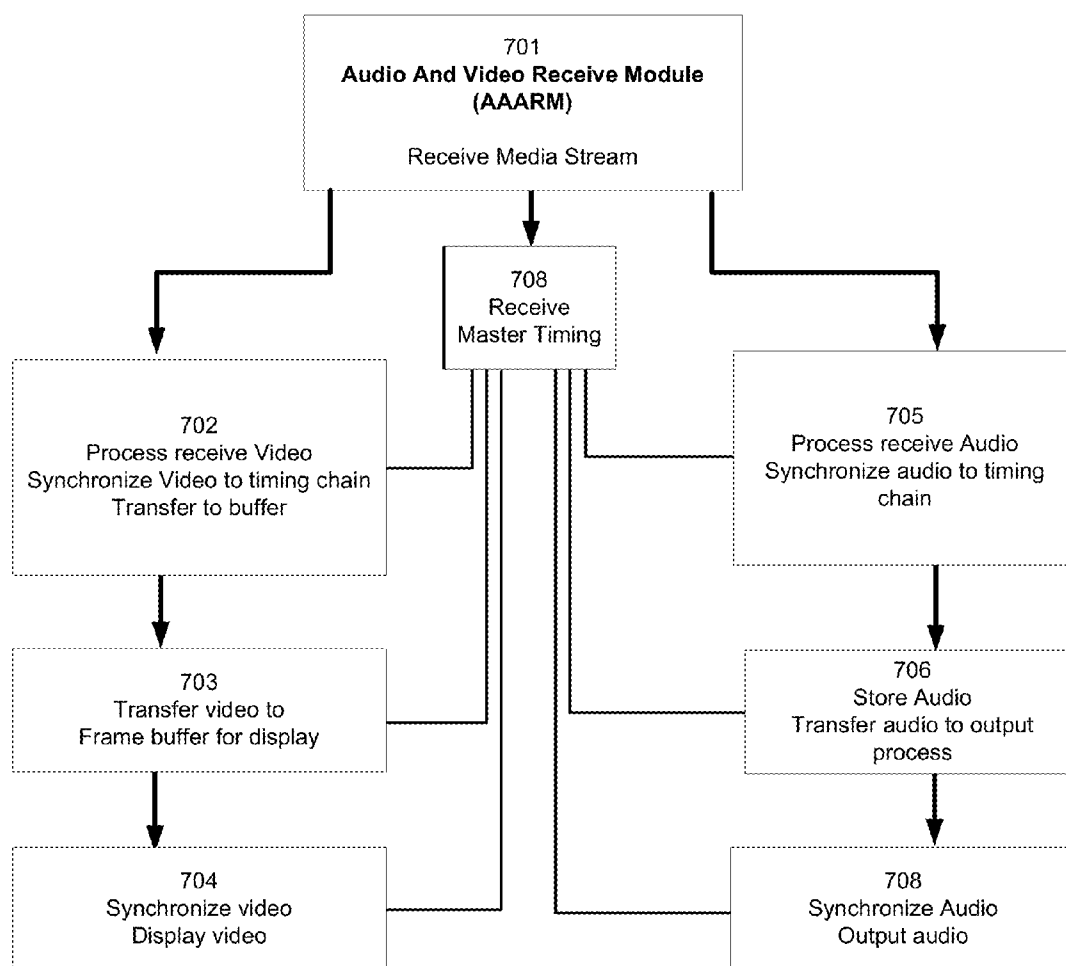 701
Audio And Video Receive Module
(AAARM)
Receive Media Stream
708
Receive
Master Timing
702
Process receive Video
Synchronize Video to timing chain
Transfer to buffer
705
Process receive Audio
Synchronize audio to timing
chain
703
Transfer video to
Frame buffer for display
706
Store Audio
Transfer audio to output
process
704
Synchronize video
Display video
708
Synchronize Audio
Output audio